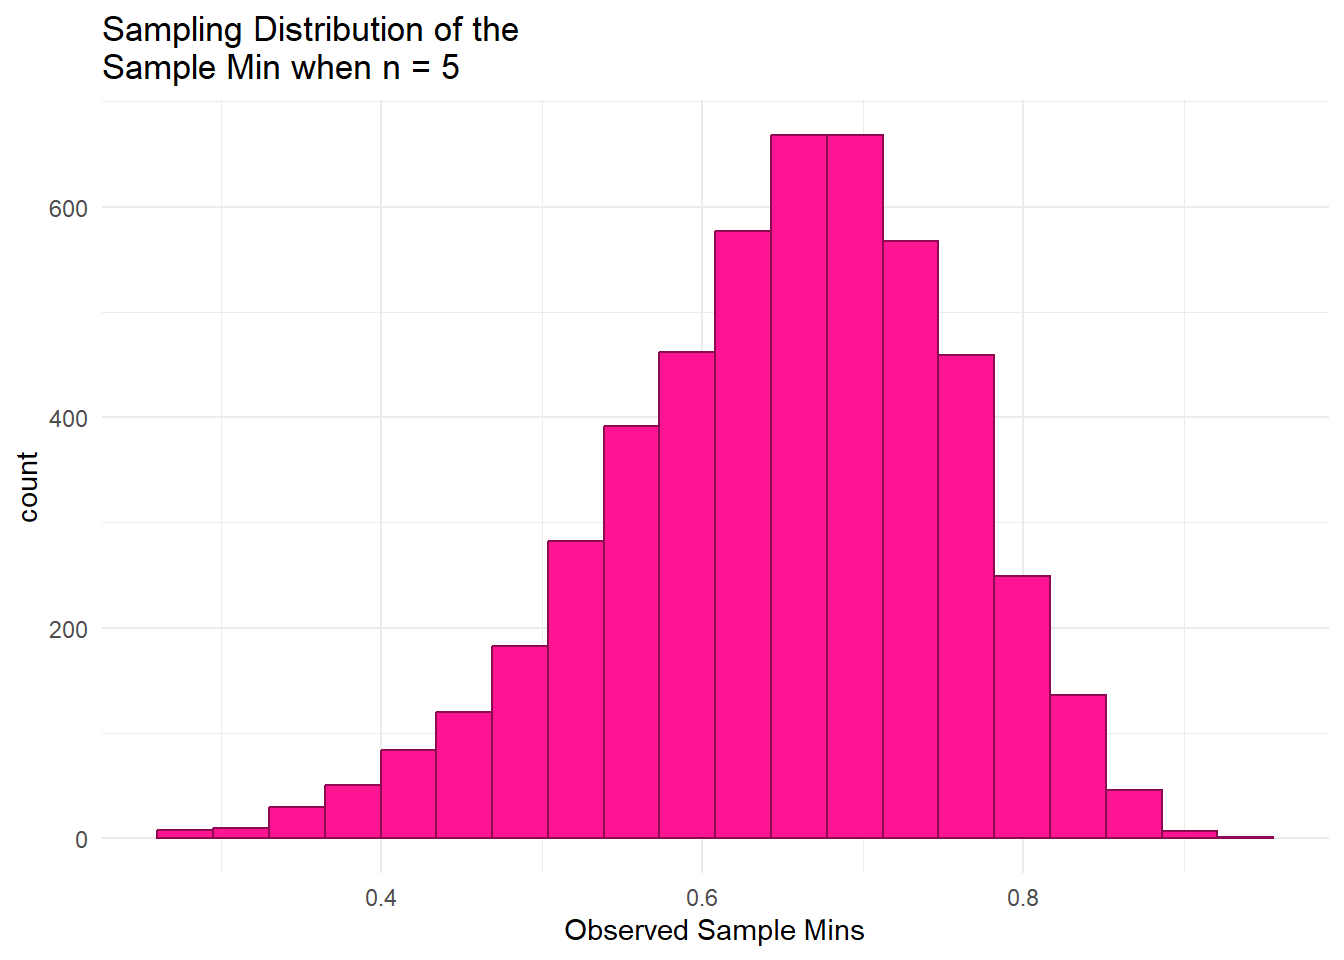 Sampling Distribution of the
Sample Min when n = 5
600
400
200
0
count
0.4
0.6
0.8
Observed Sample Mins